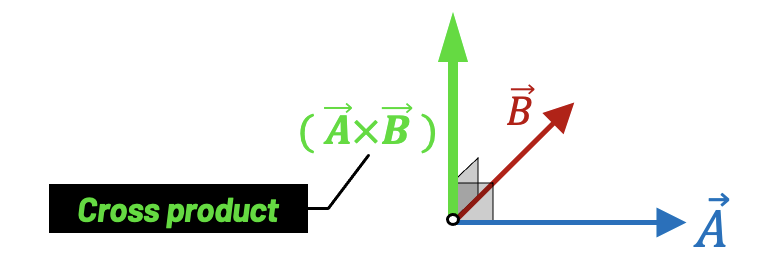 B⃗
( A⃗×B⃗ )
Cross product
A⃗